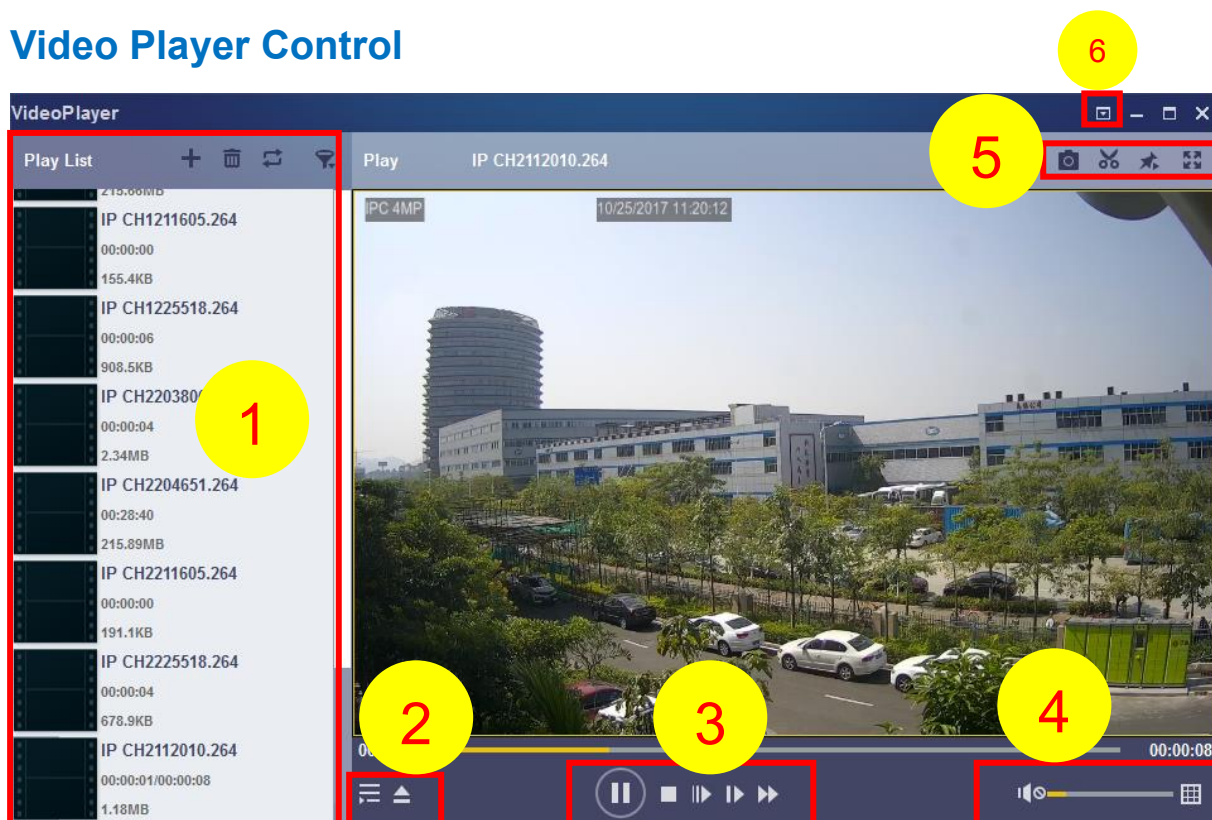 Video Player Control
6
VideoPlayer
Play List
Play
IP CH2112010.264
5
215.66MB
IP CH1211605.264
00:00:00
155.4KB
IP CH1225518.264
00:00:06
908.5KB
00:00:04
2.34MB
IP CH2204651.264
00:28:40
215.89MB
IP CH2211605.264
00:00:00
191.1KB
IP CH2225518.264
00:00:04
678.9KB
IP CH2112010.264
00:00:01/00:00:08
1.18MB
1
IPC 4MP
10/25/2017 11:20:12
2
3
4
00:00:08